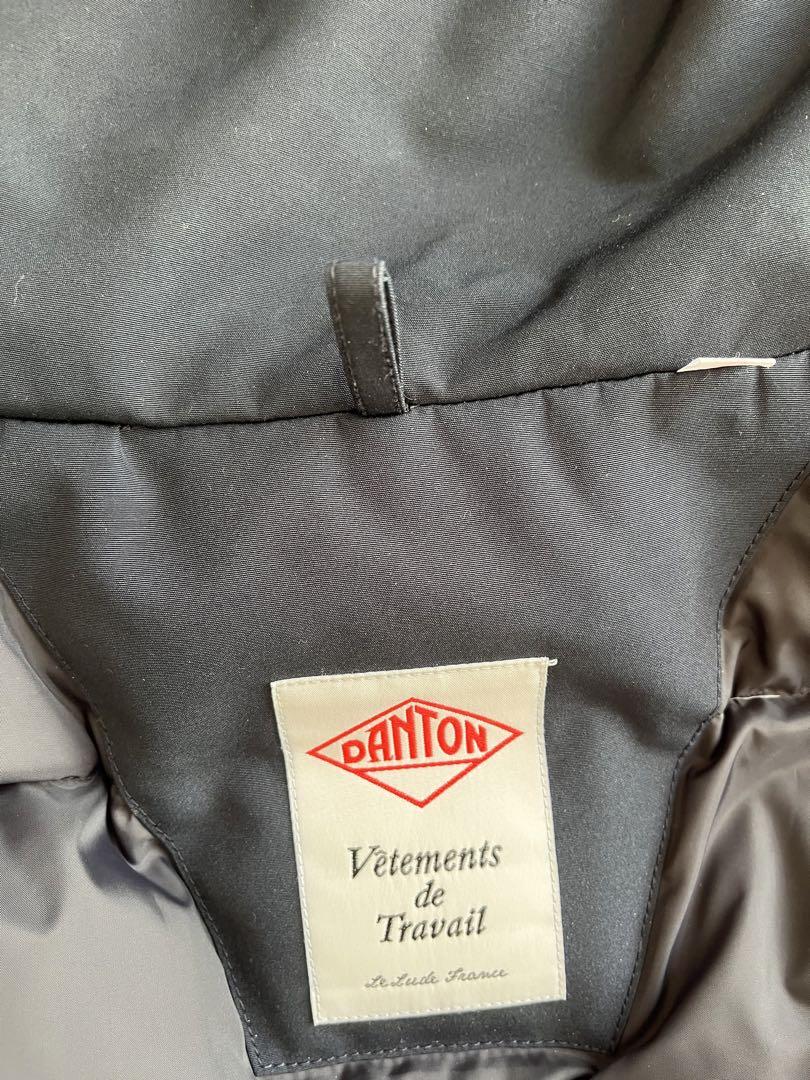 DANTON
Vêtements
de
Travail
Le Lude France